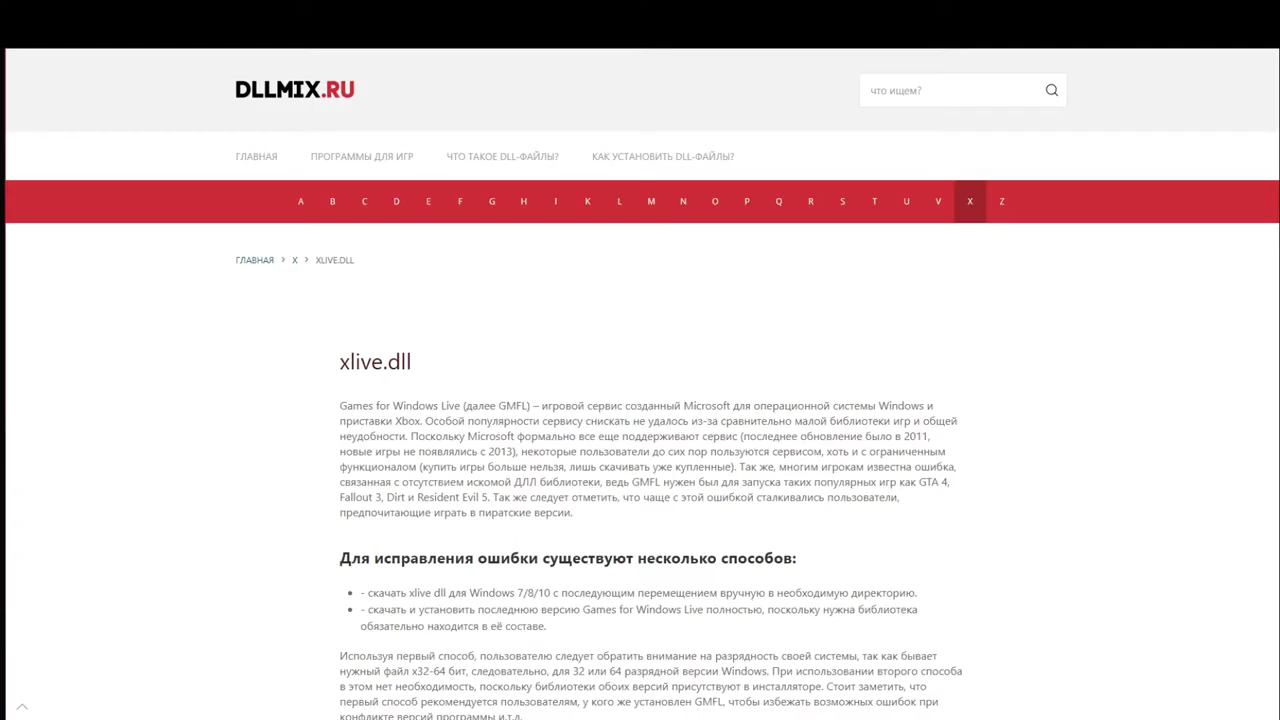 DLLMIX.RU
что ищем?
ГЛАВНАЯ ПРОГРАММЫ ДЛЯ ИГР ЧТО ТАКОЕ DLL-ФАЙЛЫ? КАК УСТАНОВИТЬ DLL-ФАЙЛЫ?
A B C D E F G H I K L M N O P Q R S T U V X Z
ГЛАВНАЯ > X > XLIVE.DLL
xlive.dll
Games for Windows Live (далее GMFL) – игровой сервис созданный Microsoft для операционной системы Windows и
приставки Xbox. Особой популярности сервису снискать не удалось из-за сравнительно малой библиотеки игр и общей
неудобности. Поскольку Microsoft формально все еще поддерживают сервис (последнее обновление было в 2011,
новые игры не появлялись с 2013), некоторые пользователи до сих пор пользуются сервисом, хоть и с ограниченным
функционалом (купить игры больше нельзя, лишь скачивать уже купленные). Так же, многим игрокам известна ошибка,
связанная с отсутствием искомой ДЛЛ библиотеки, ведь GMFL нужен был для запуска таких популярных игр как GTA 4,
Fallout 3, Dirt и Resident Evil 5. Так же следует отметить, что чаще с этой ошибкой сталкивались пользователи,
предпочитающие играть в пиратские версии.
Для исправления ошибки существуют несколько способов:
- скачать xlive dll для Windows 7/8/10 с последующим перемещением вручную в необходимую директорию.
- скачать и установить последнюю версию Games for Windows Live полностью, поскольку нужна библиотека
обязательно находится в её составе.
Используя первый способ, пользователю следует обратить внимание на разрядность своей системы, так как бывает
нужный файл x32-64 бит, следовательно, для 32 или 64 разрядной версии Windows. При использовании второго способа
в этом нет необходимость, поскольку библиотеки обоих версий присутствуют в инсталляторе. Стоит заметить, что
первый способ рекомендуется пользователям, у кого же установлен GMFL, чтобы избежать возможных ошибок при
конфликте версий программы и.т.д.